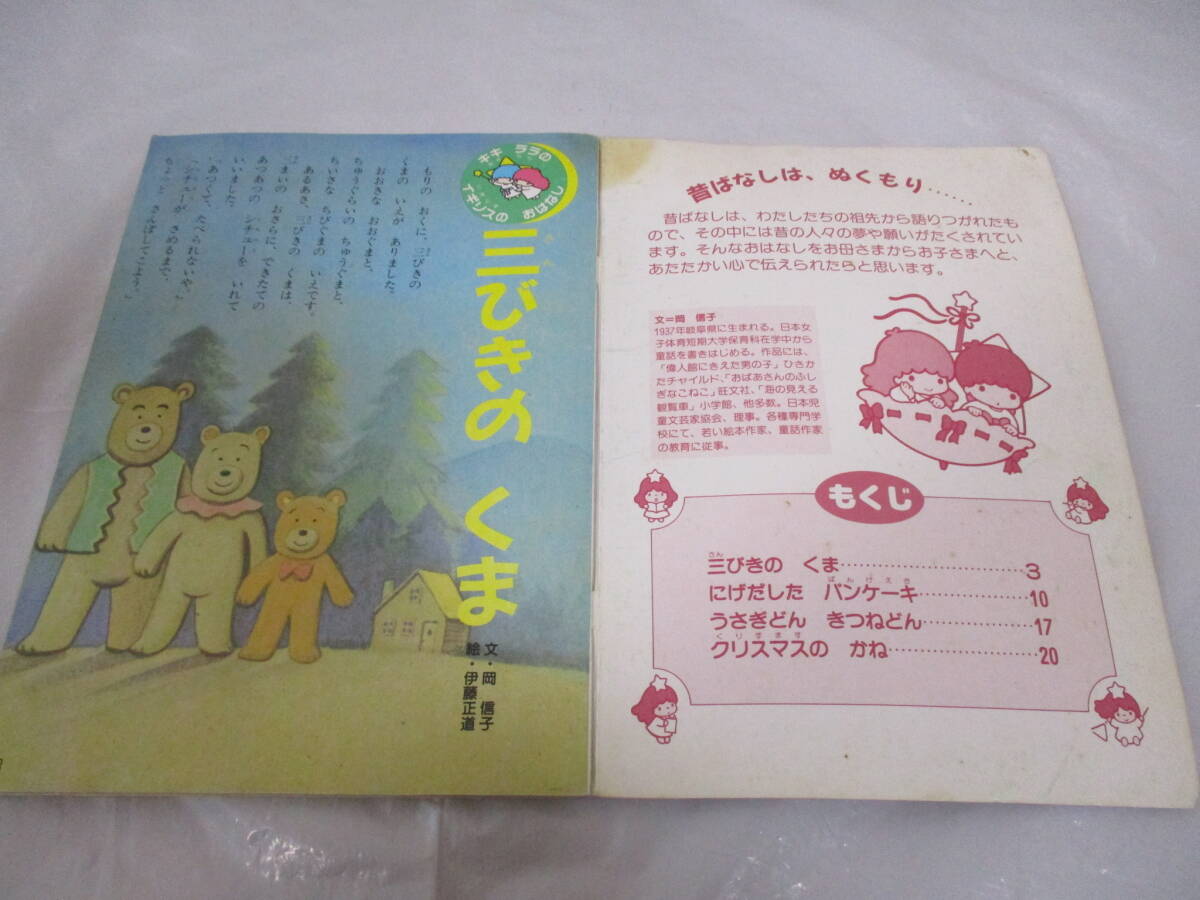 昔ばなしは、ぬくもり……
昔ばなしは、わたしたちの祖先から語りつがれたも
ので、その中には昔の人々の夢や願いがたくされてい
ます。そんなおはなしをお母さまからお子さまへと、
あたたかい心で伝えられたらと思います。
文=岡 信子
1937年岐阜県に生まれる。日本女
子体育短期大学保育科在学中から
童話を書きはじめる。作品には、
「偉人館にきえた男の子」ひさか
たチャイルド、「おばあさんのふし
ぎなこねこ」旺文社、「海の見える
観覧車」小学館、他多数。日本児
童文芸家協会、理事。各種専門学
校にて、若い絵本作家、童話作家
の教育に従事。
もくじ
三びきの くま……3
にげだした パンケーキ……10
うさぎどん きつねどん……17
クリスマスの かね……20
キキ ララの
イギリスの おはなし
三びきの くま
文・岡 信子
絵・伊藤正道
もりの おくに、三びきの
くまの いえが ありました。
おおきな おおぐまと、
ちゅうぐらいの ちゅうぐまと、
ちいさな ちびぐまの いえです。
あるあさ、三びきの くまは、
三まいの おさらに、できたての
あつあつの シチューを いれて
いいました。
「あつくて、たべられないや。」
「シチューが さめるまで、
ちょっと さんぽしてこよう。」